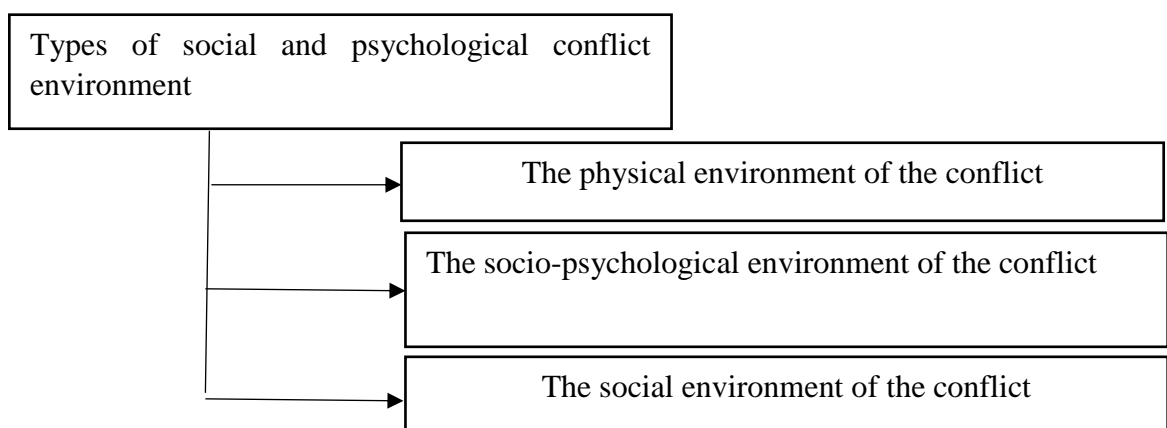 Types of social and psychological conflict
environment
The physical environment of the conflict
The socio-psychological environment of the conflict
The social environment of the conflict